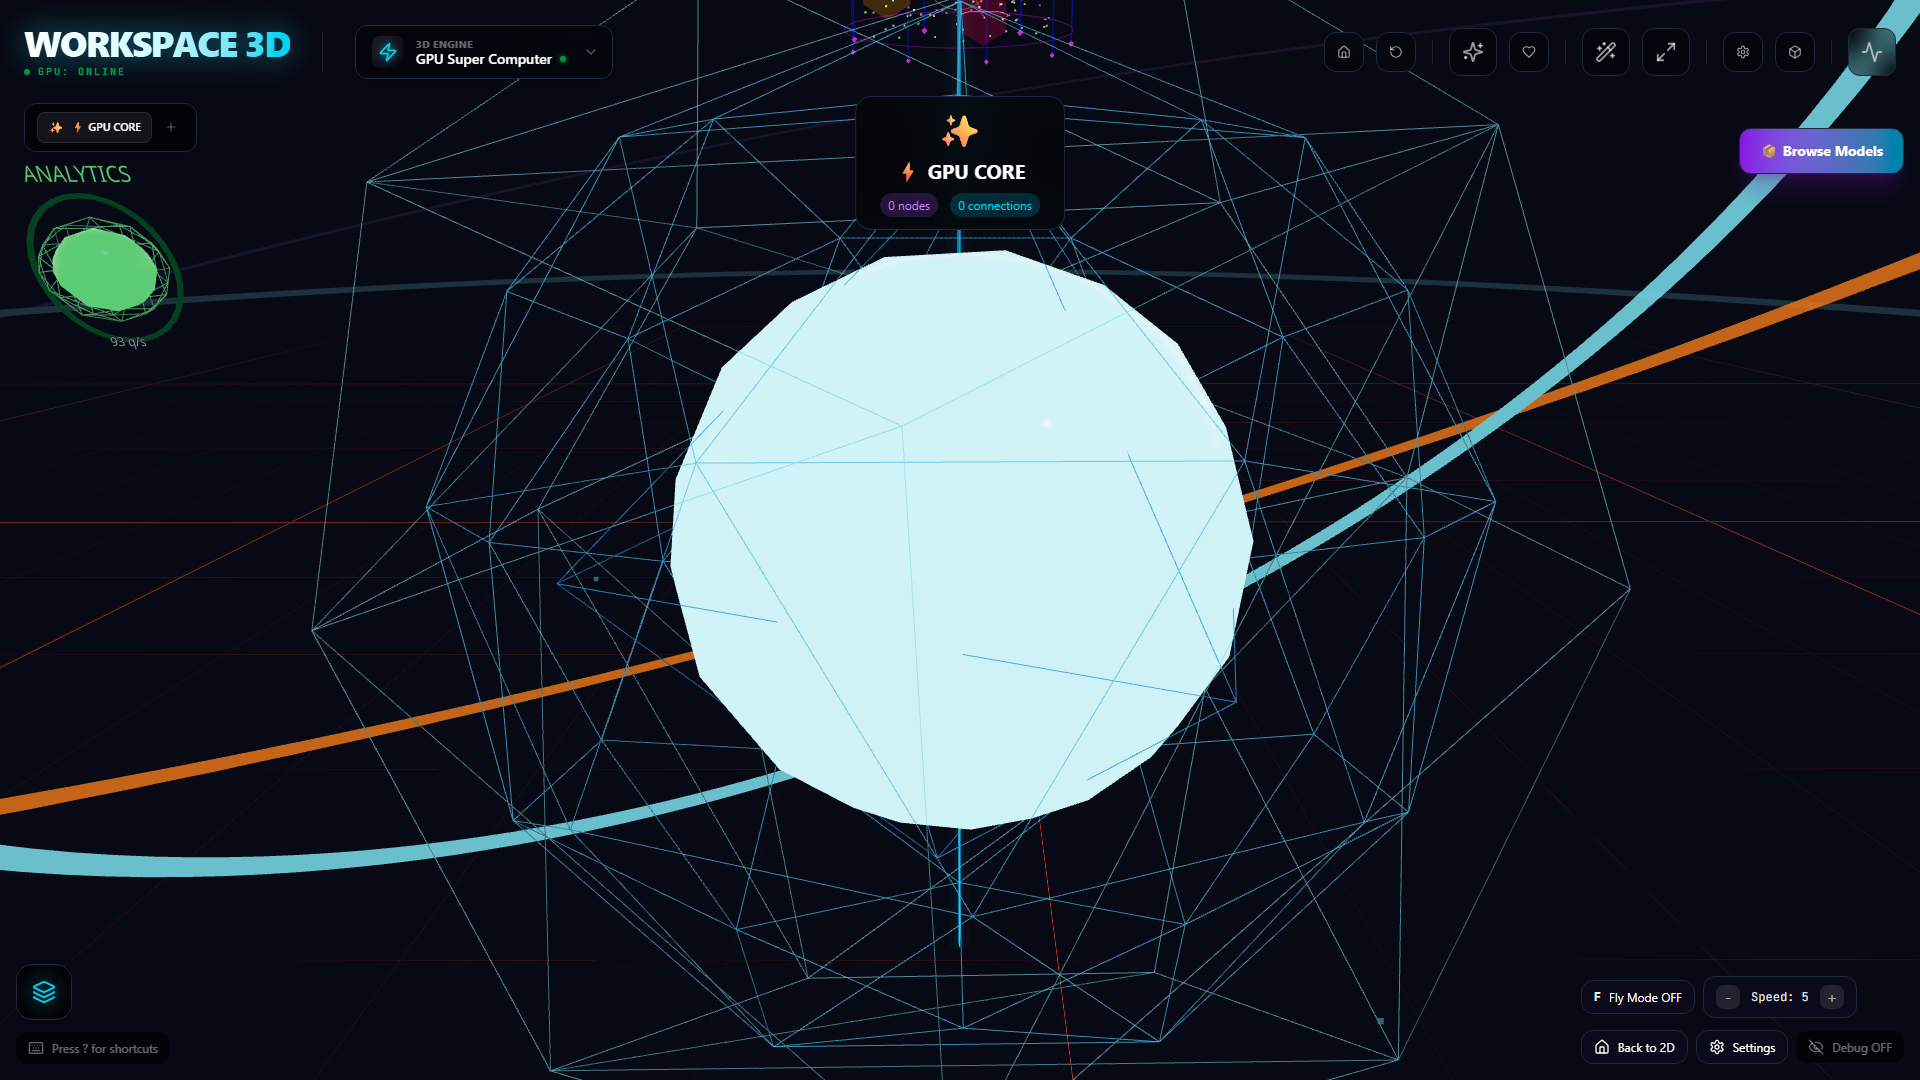 WORKSPACE 3D
GPU: ONLINE
3D ENGINE
GPU Super Computer
GPU CORE
+
ANALYTICS
93 q/s
GPU CORE
0 nodes
0 connections
Browse Models
F Fly Mode OFF
- Speed: 5 +
Press ? for shortcuts
Back to 2D
Settings
Debug OFF